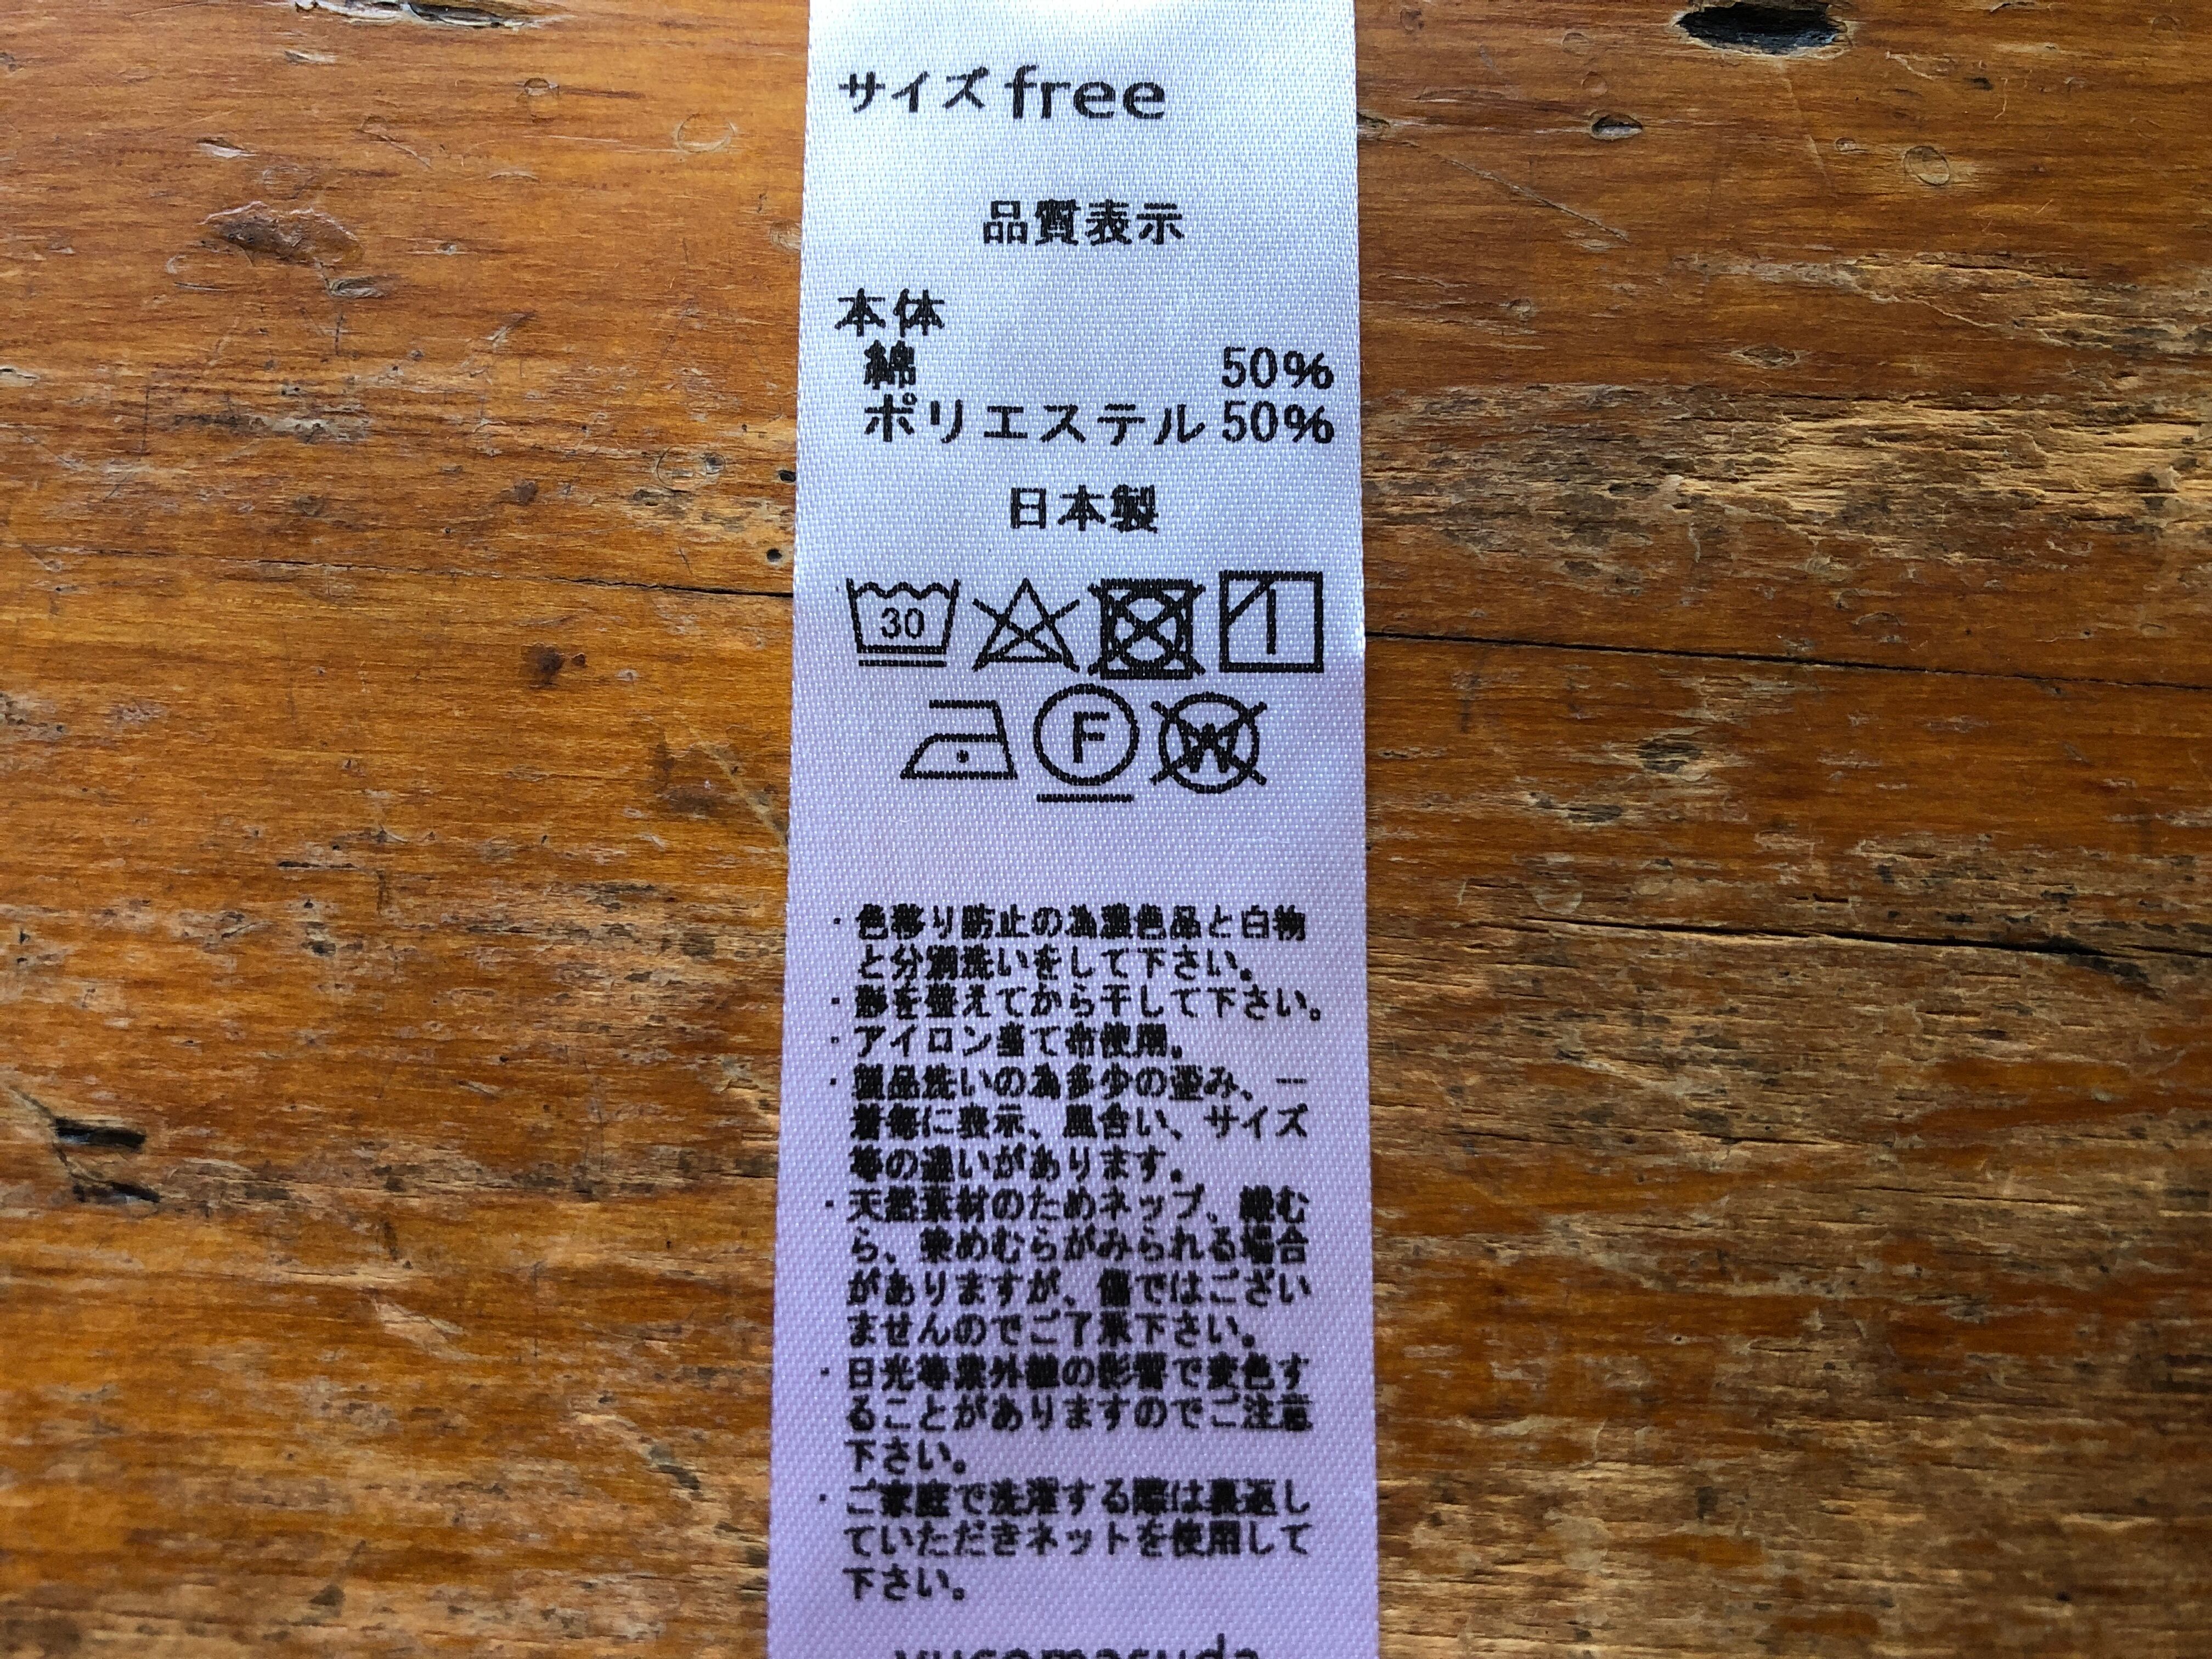 サイズ free
品質表示
本体
綿 50%
ポリエステル 50%
日本製
30
F
W
・色移り防止の為濃色品と白物
と分別洗いをして下さい。
・形を整えてから干して下さい。
・アイロン当て布使用。
・製品洗いの為多少の歪み、一
着毎に表示、風合い、サイズ
等の違いがあります。
・天然素材のためネップ、織む
ら、染めむらがみられる場合
がありますが、傷ではござい
ませんのでご了承下さい。
・日光等紫外線の影響で変色す
ることがありますのでご注意
下さい。
・ご家庭で洗濯する際は裏返し
ていただきネットを使用して
下さい。